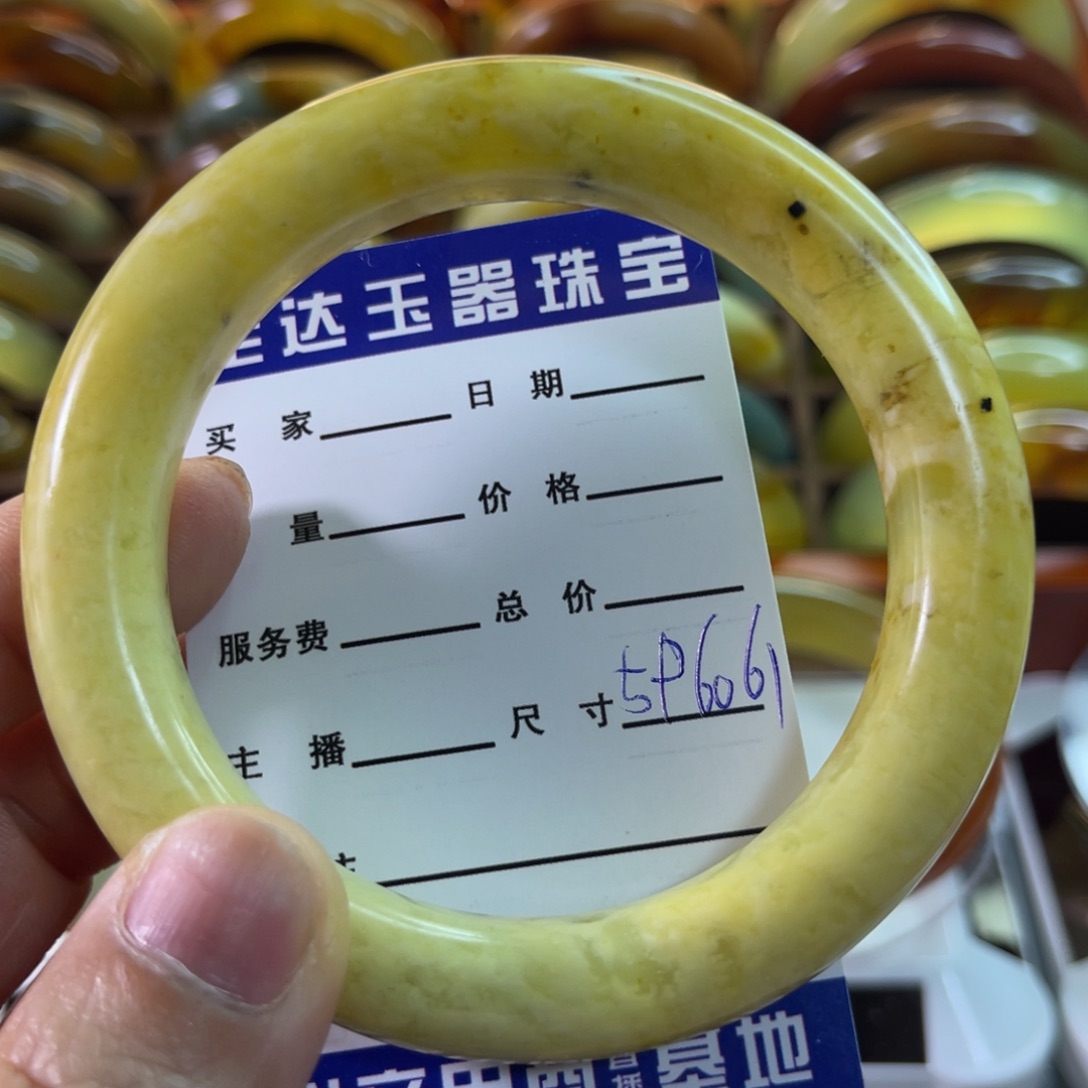 达玉器珠宝
买 家 日 期
量 价 格
服务费 总 价
主 播 尺 寸 5P6061
基地